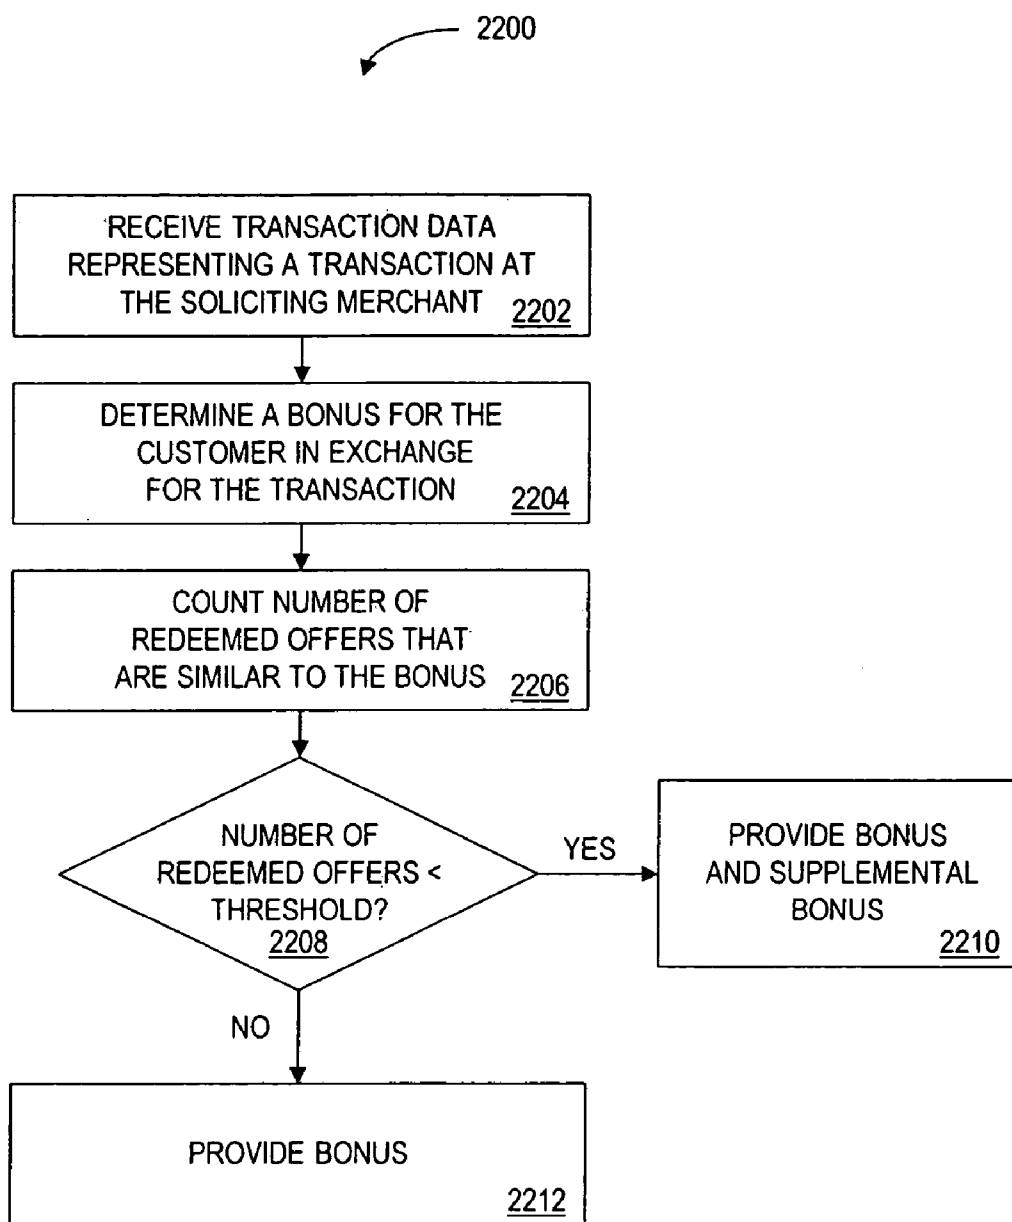 2200
RECEIVE TRANSACTION DATA
REPRESENTING A TRANSACTION AT
THE SOLICITING MERCHANT
2202
DETERMINE A BONUS FOR THE
CUSTOMER IN EXCHANGE
FOR THE TRANSACTION
2204
COUNT NUMBER OF
REDEEMED OFFERS THAT
ARE SIMILAR TO THE BONUS
2206
NUMBER OF
REDEEMED OFFERS <
THRESHOLD?
2208
YES
PROVIDE BONUS
AND SUPPLEMENTAL
BONUS
2210
NO
PROVIDE BONUS
2212